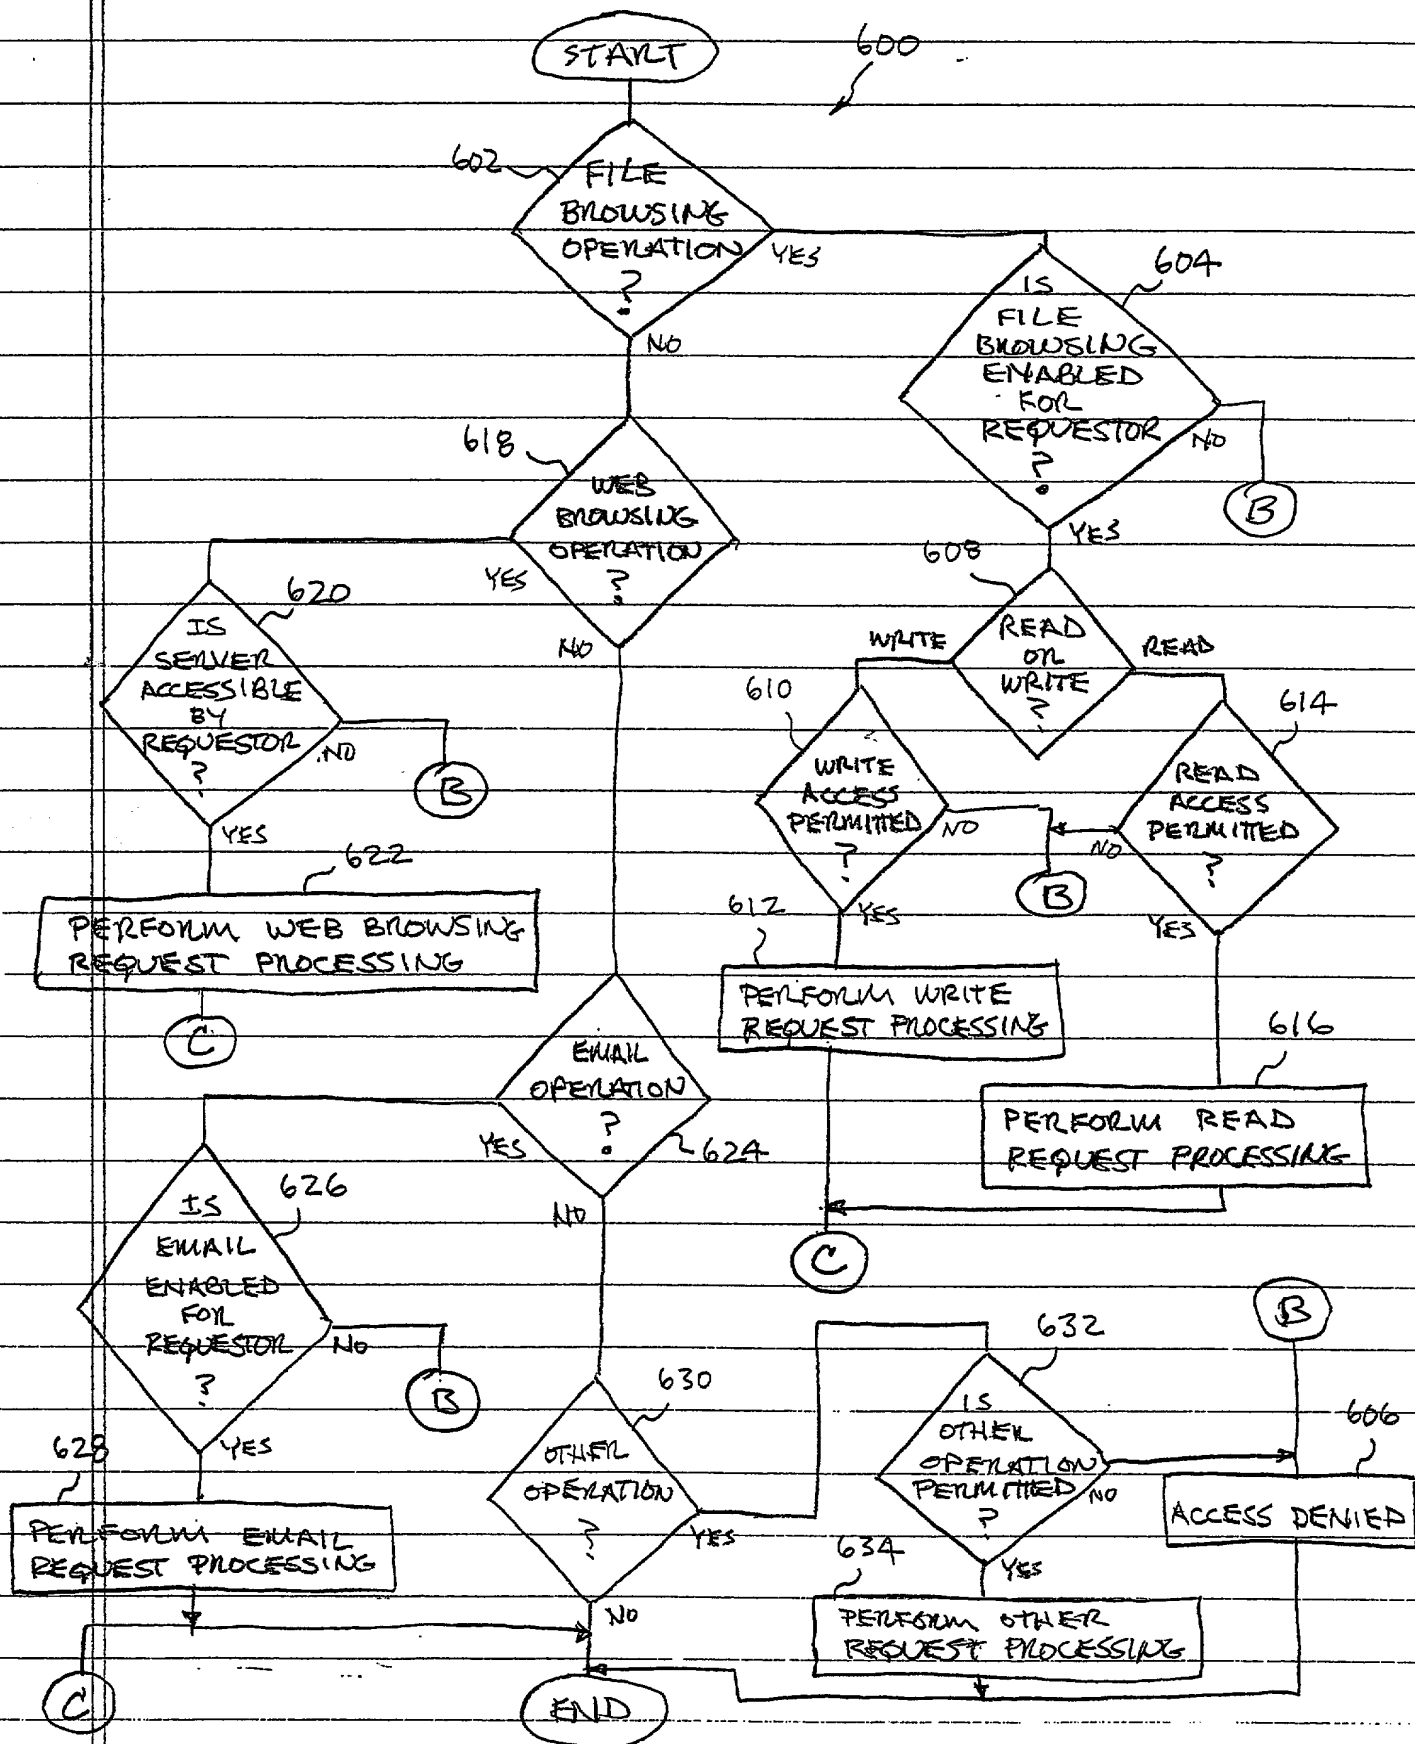 START
600
602
FILE
BROWSING
OPERATION
?
YES
NO
604
IS
FILE
BROWSING
ENABLED
FOR
REQUESTOR
?
NO
B
YES
618
WEB
BROWSING
OPERATION
?
YES
NO
608
READ
OR
WRITE
?
WRITE
READ
620
IS
SERVER
ACCESSIBLE
BY
REQUESTOR
?
NO
B
YES
610
WRITE
ACCESS
PERMITTED
?
NO
YES
614
READ
ACCESS
PERMITTED
?
NO
B
YES
622
PERFORM WEB BROWSING
REQUEST PROCESSING
C
612
PERFORM WRITE
REQUEST PROCESSING
616
PERFORM READ
REQUEST PROCESSING
C
EMAIL
OPERATION
?
624
YES
NO
626
IS
EMAIL
ENABLED
FOR
REQUESTOR
?
NO
B
YES
628
PERFORM EMAIL
REQUEST PROCESSING
C
630
OTHER
OPERATION
?
YES
NO
632
IS
OTHER
OPERATION
PERMITTED
?
NO
YES
B
606
ACCESS DENIED
634
PERFORM OTHER
REQUEST PROCESSING
END